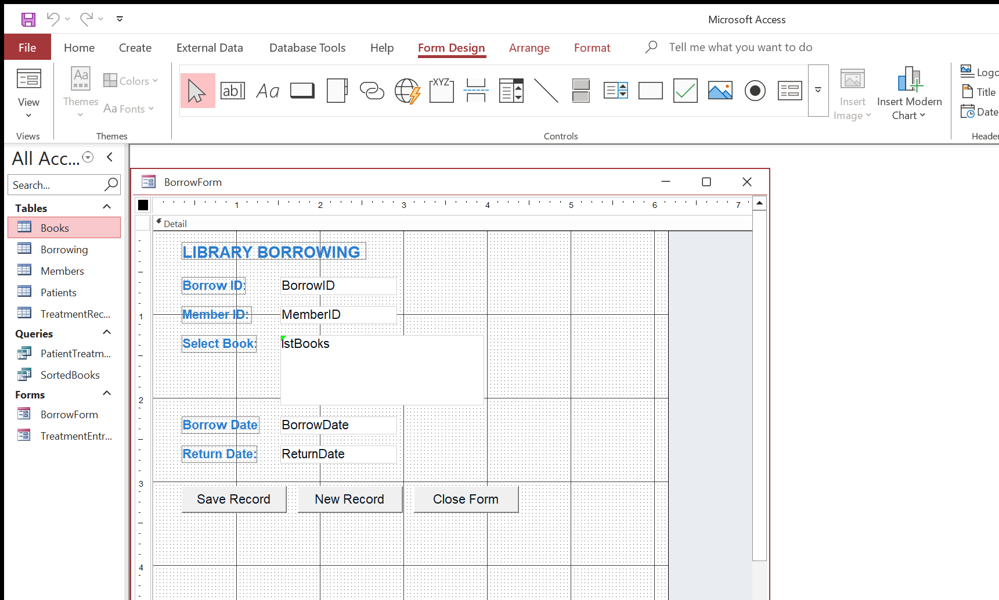 Microsoft Access
File Home Create External Data Database Tools Help Form Design Arrange Format Tell me what you want to do
View
Views
Aa
Themes
Colors
Aa Fonts
Themes
ab
Aa
XYZ
Controls
Insert
Image
Insert Modern
Chart
Logo
Title
Date
Header
All Acc...
Search...
Tables
Books
Borrowing
Members
Patients
TreatmentRec...
Queries
PatientTreatm...
SortedBooks
Forms
BorrowForm
TreatmentEntr...
BorrowForm
1 2 3 4 5 6 7
Detail
LIBRARY BORROWING
Borrow ID: BorrowID
1
Member ID: MemberID
Select Book: lstBooks
2
Borrow Date BorrowDate
Return Date: ReturnDate
3
Save Record New Record Close Form
4